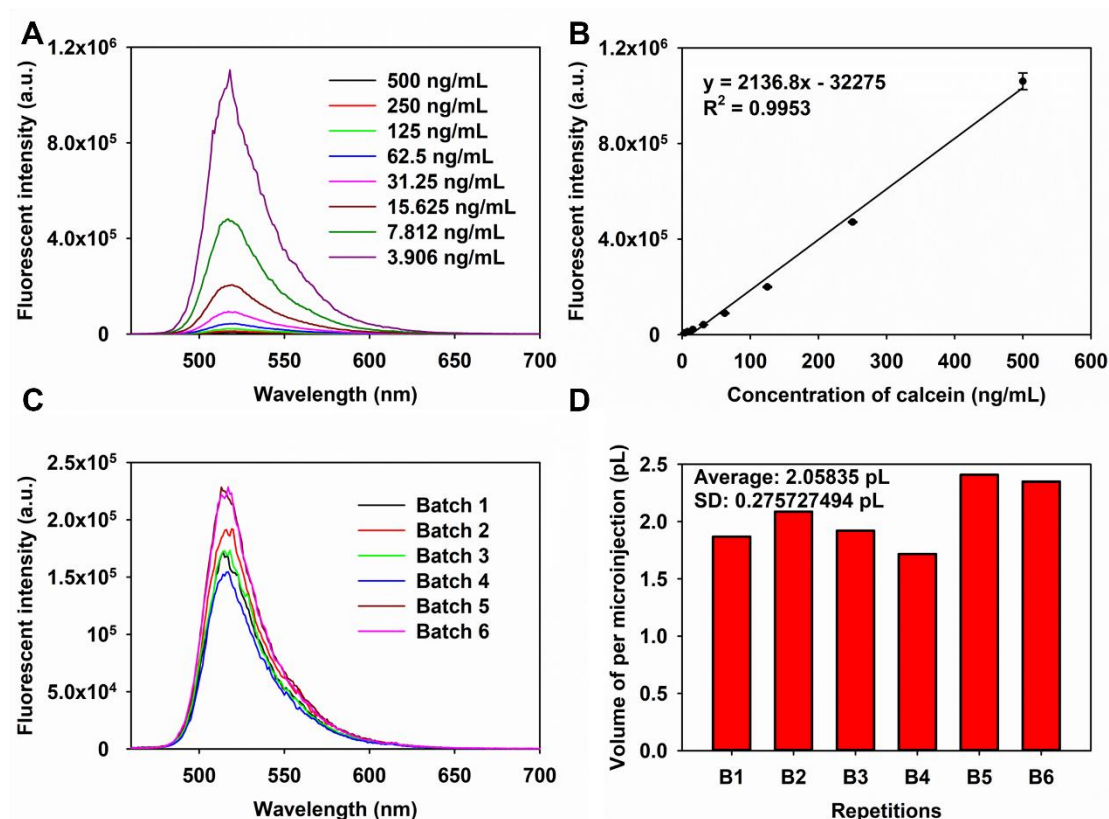 A
Fluorescent intensity (a.u.)
1.2x10⁶
8.0x10⁵
4.0x10⁵
0
500 ng/mL
250 ng/mL
125 ng/mL
62.5 ng/mL
31.25 ng/mL
15.625 ng/mL
7.812 ng/mL
3.906 ng/mL
500 550 600 650 700
Wavelength (nm)
B
Fluorescent intensity (a.u.)
1.2x10⁶
8.0x10⁵
4.0x10⁵
0
y = 2136.8x - 32275
R² = 0.9953
0 100 200 300 400 500 600
Concentration of calcein (ng/mL)
C
Fluorescent intensity (a.u.)
2.5x10⁵
2.0x10⁵
1.5x10⁵
10⁵
5.0x10⁴
0
Batch 1
Batch 2
Batch 3
Batch 4
Batch 5
Batch 6
500 550 600 650 700
Wavelength (nm)
D
Volume of per microinjection (pL)
2.5
2.0
1.5
1.0
0.5
0.0
Average: 2.05835 pL
SD: 0.275727494 pL
B1 B2 B3 B4 B5 B6
Repetitions